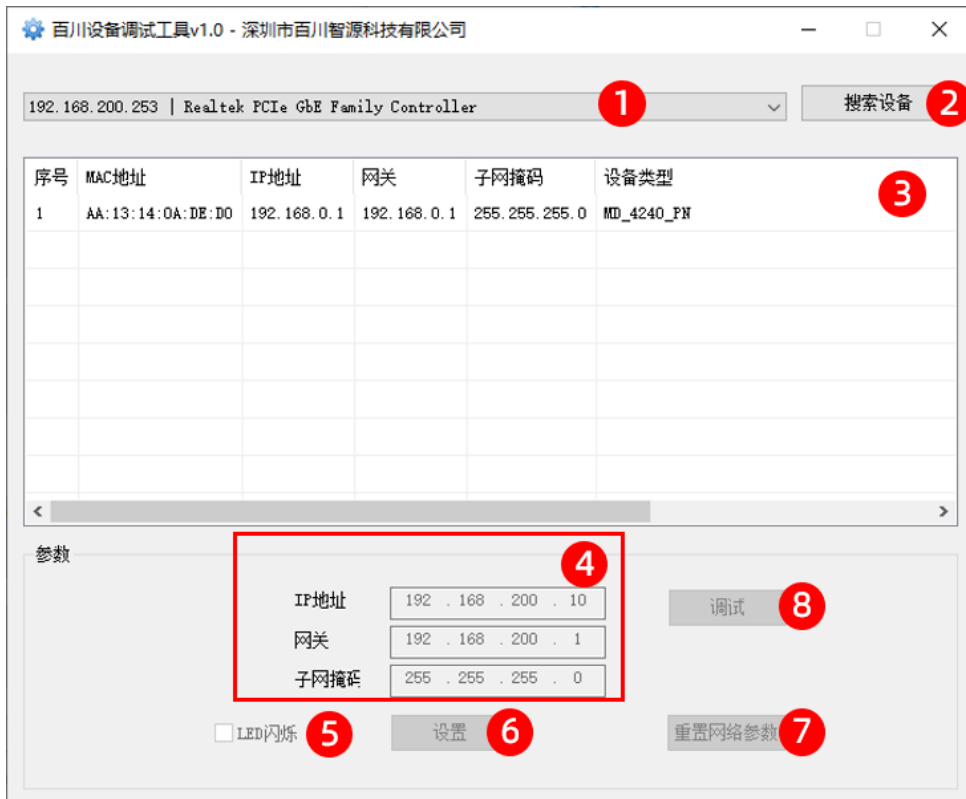 百川设备调试工具v1.0 - 深圳市百川智源科技有限公司
192.168.200.253 | Realtek PCIe GbE Family Controller 1 搜索设备 2
序号 MAC地址 IP地址 网关 子网掩码 设备类型 3
1 AA:13:14:0A:DE:D0 192.168.0.1 192.168.0.1 255.255.255.0 MD_4240_PN
参数 4
IP地址 192 . 168 . 200 . 10 调试 8
网关 192 . 168 . 200 . 1
子网掩码 255 . 255 . 255 . 0
LED闪烁 5 设置 6 重置网络参数 7